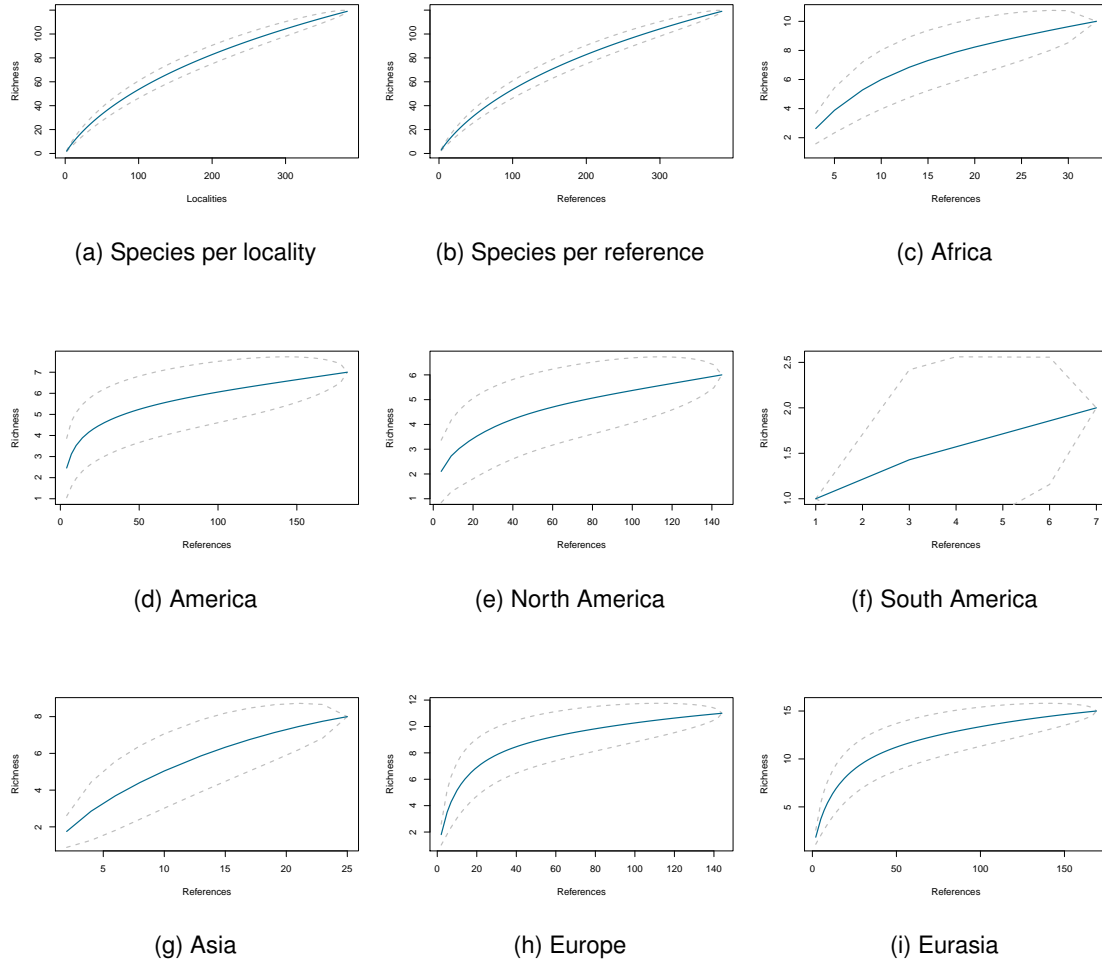 Richness
0 20 40 60 80 100
0 100 200 300
Localities
(a) Species per locality
Richness
0 20 40 60 80 100
0 100 200 300
References
(b) Species per reference
Richness
2 4 6 8 10
5 10 15 20 25 30
References
(c) Africa
Richness
1 2 3 4 5 6 7
0 50 100 150
References
(d) America
Richness
1 2 3 4 5 6
0 20 40 60 80 100 120 140
References
(e) North America
Richness
1.0 1.5 2.0 2.5
1 2 3 4 5 6 7
References
(f) South America
Richness
2 4 6 8
5 10 15 20 25
References
(g) Asia
Richness
2 4 6 8 10 12
0 20 40 60 80 100 120 140
References
(h) Europe
Richness
5 10 15
0 50 100 150
References
(i) Eurasia